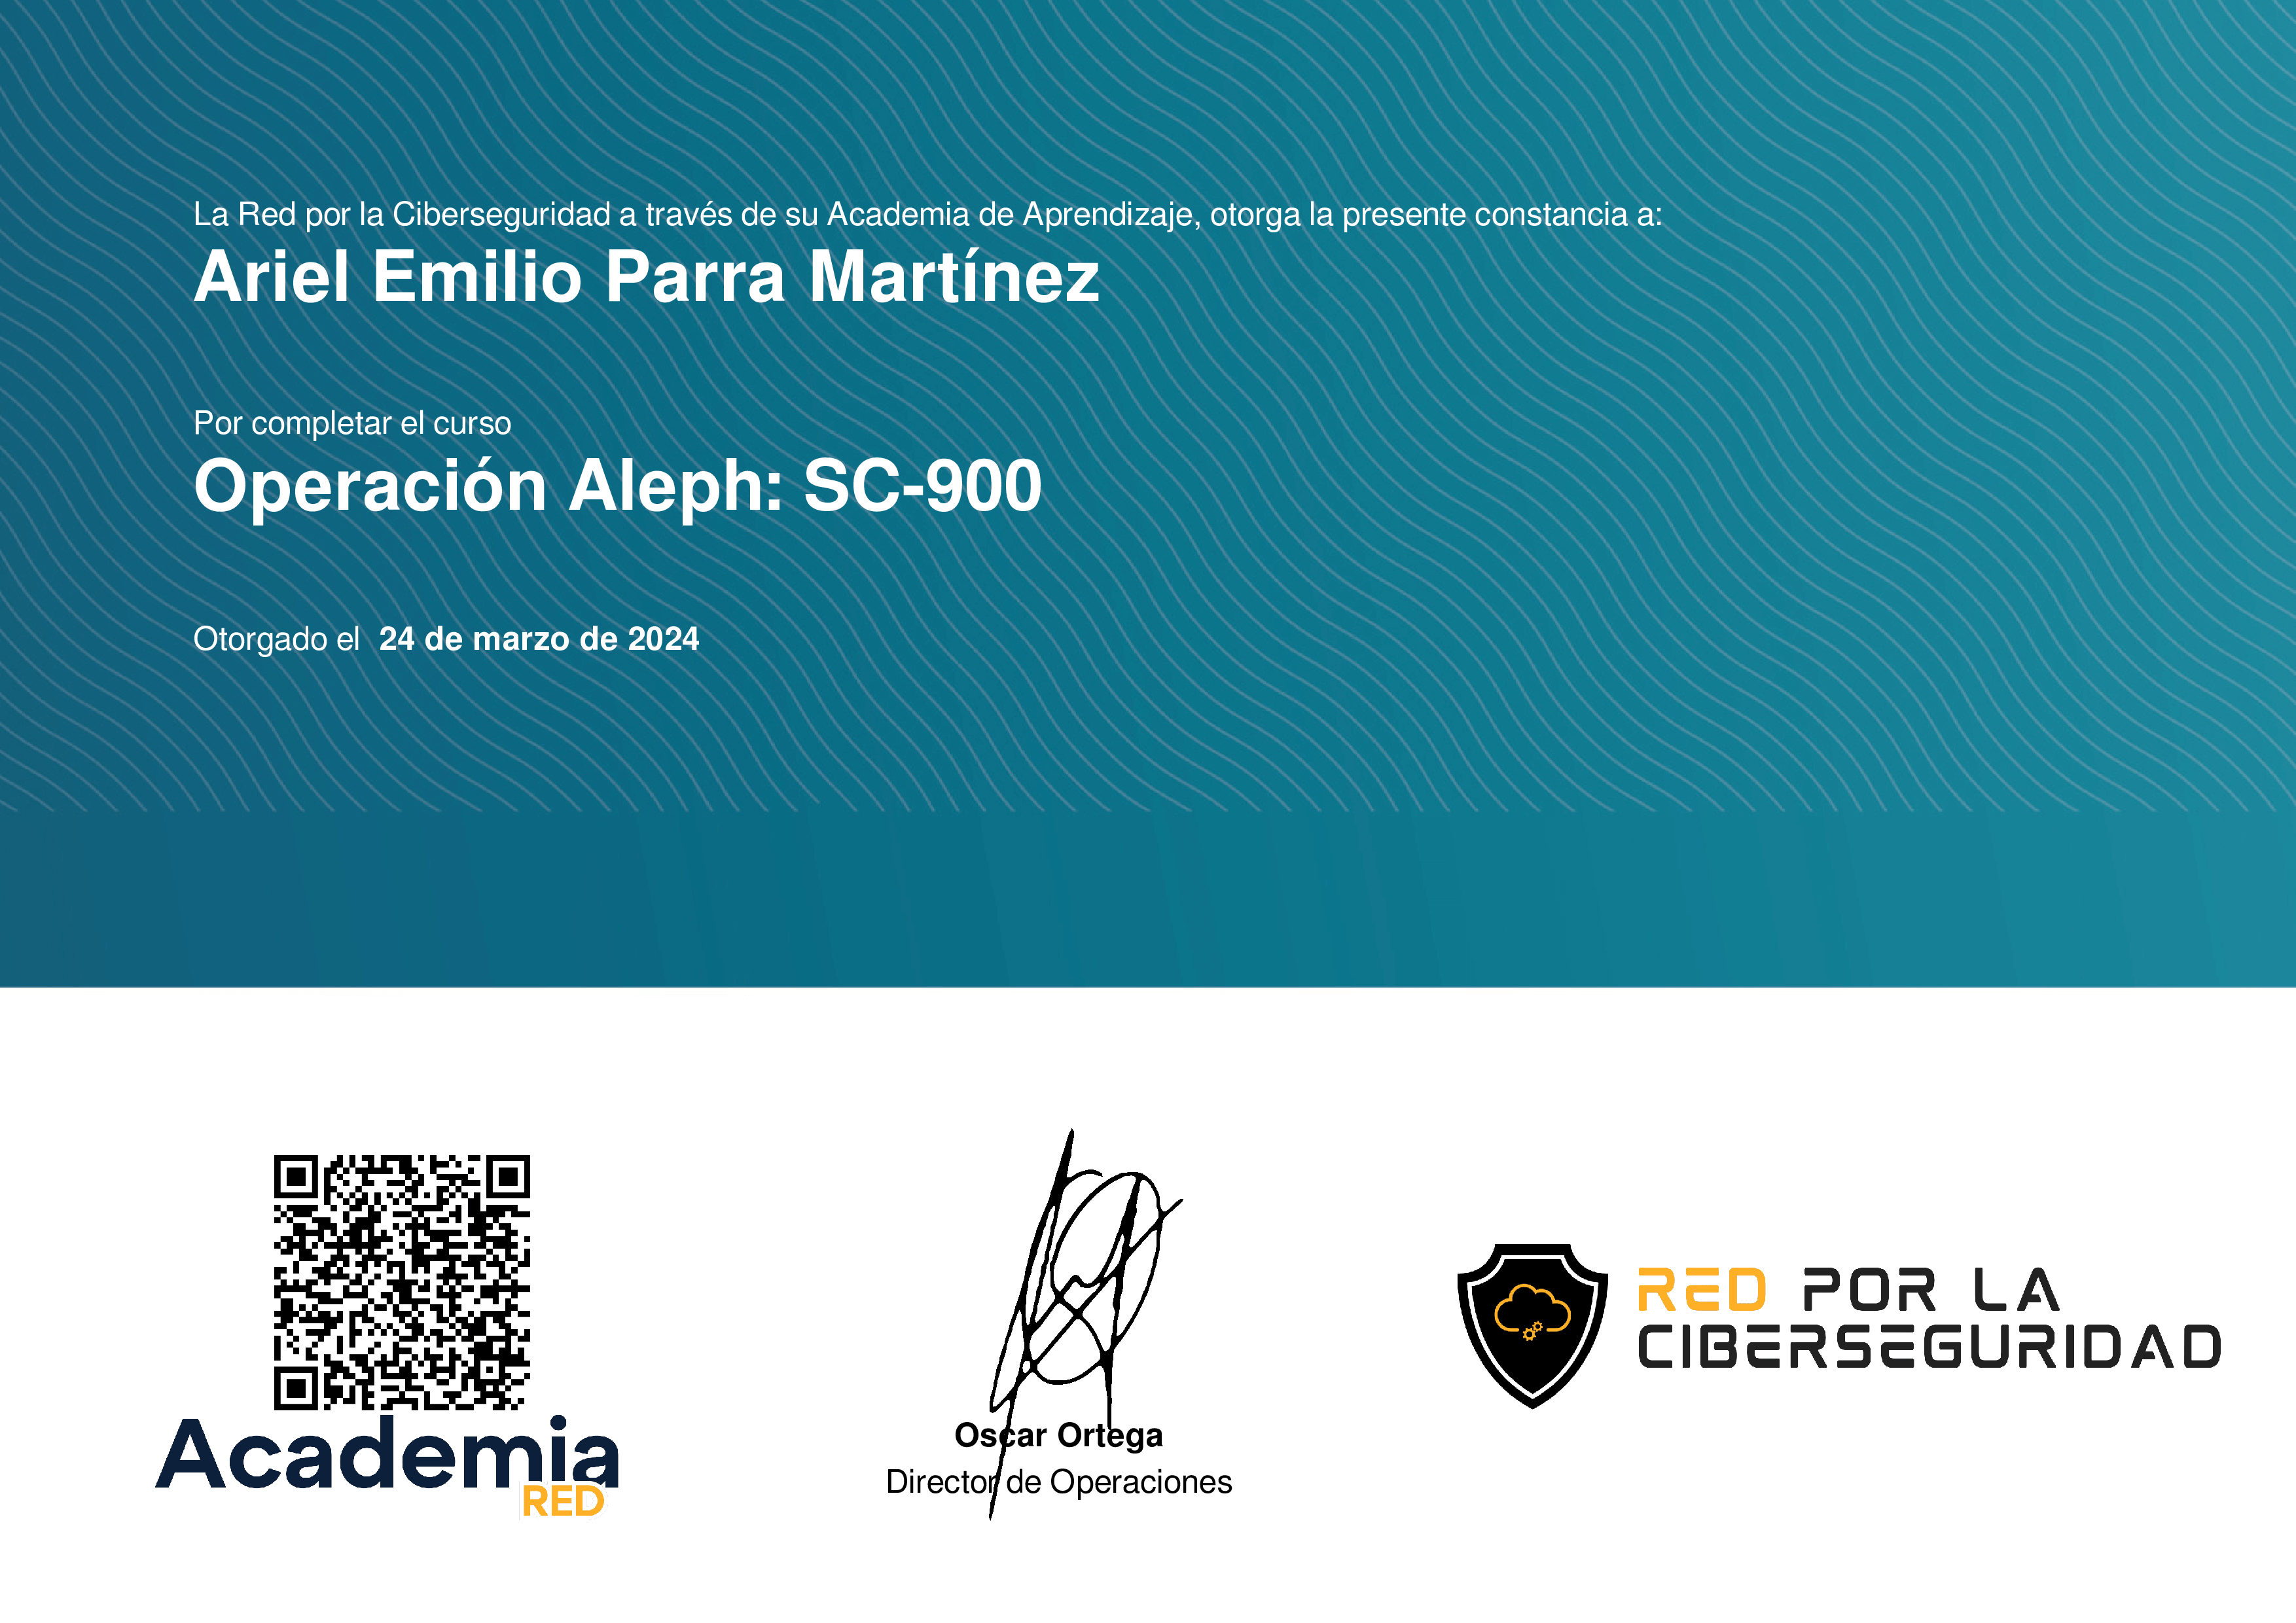 La Red por la Ciberseguridad a través de su Academia de Aprendizaje, otorga la presente constancia a:
Ariel Emilio Parra Martínez
Por completar el curso
Operación Aleph: SC-900
Otorgado el 24 de marzo de 2024
Academia
RED
Oscar Ortega
Director de Operaciones
RED POR LA
CIBERSEGURIDAD